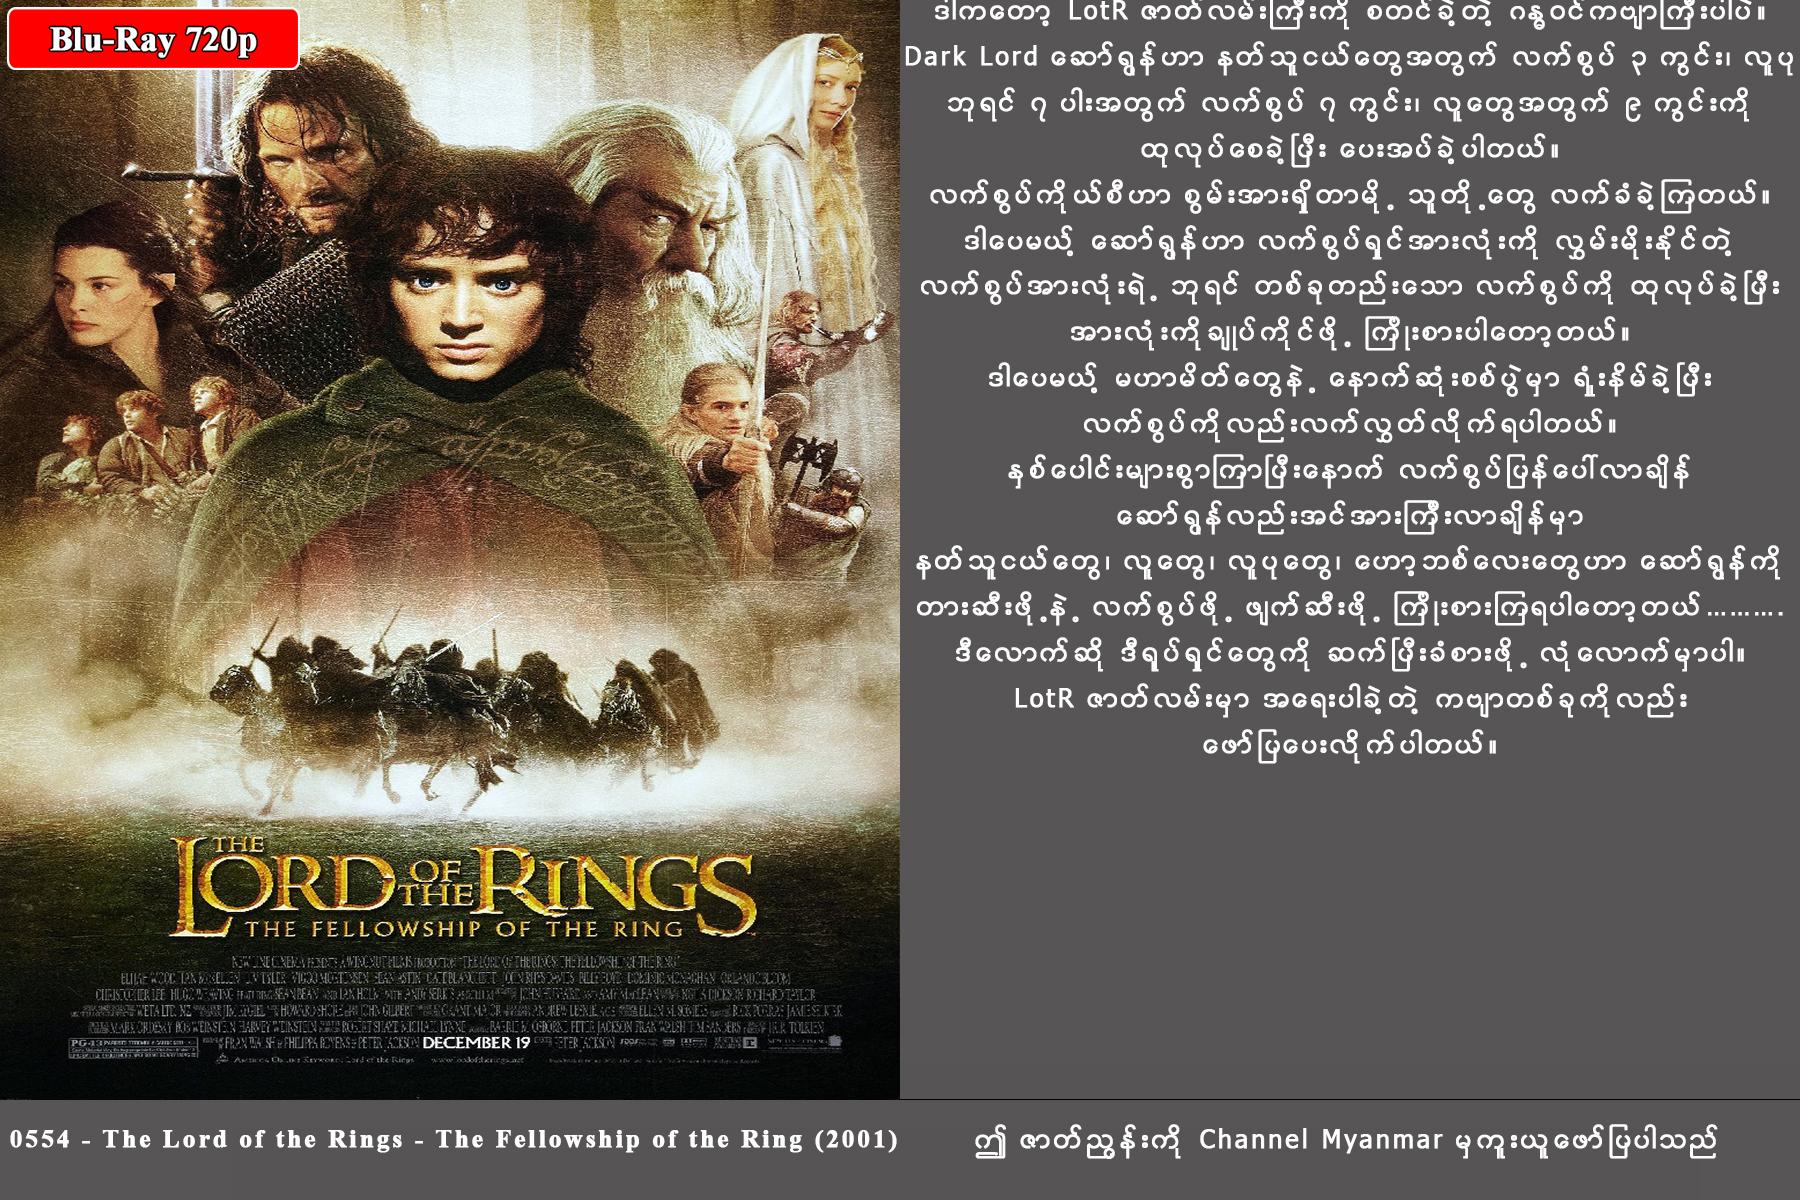 Blu-Ray 720p
THE
LORD OF THE RINGS
THE FELLOWSHIP OF THE RING
DECEMBER 19
0554 - The Lord of the Rings - The Fellowship of the Ring (2001)
ဒါကတော့ LotR ဇာတ်လမ်းကြီးကို စတင်ခဲ့တဲ့ ဂန္ဓဝင်ကဗျာကြီးပါပဲ။
Dark Lord ဆော်ရွန်ဟာ နတ်သူငယ်တွေအတွက် လက်စွပ် ၃ ကွင်း၊ လူပု
ဘုရင် ၇ ပါးအတွက် လက်စွပ် ၇ ကွင်း၊ လူတွေအတွက် ၉ ကွင်းကို
ထုလုပ်စေခဲ့ပြီး ပေးအပ်ခဲ့ပါတယ်။
လက်စွပ်ကိုယ်စီဟာ စွမ်းအားရှိတာမို့ သူတို့တွေ လက်ခံခဲ့ကြတယ်။
ဒါပေမယ့် ဆော်ရွန်ဟာ လက်စွပ်ရှင်အားလုံးကို လွှမ်းမိုးနိုင်တဲ့
လက်စွပ်အားလုံးရဲ့ ဘုရင် တစ်ခုတည်းသော လက်စွပ်ကို ထုလုပ်ခဲ့ပြီး
အားလုံးကိုချုပ်ကိုင်ဖို့ ကြိုးစားပါတော့တယ်။
ဒါပေမယ့် မဟာမိတ်တွေနဲ့ နောက်ဆုံးစစ်ပွဲမှာ ရှုံးနိမ်ခဲ့ပြီး
လက်စွပ်ကိုလည်းလက်လွှတ်လိုက်ရပါတယ်။
နှစ်ပေါင်းများစွာကြာပြီးနောက် လက်စွပ်ပြန်ပေါ်လာချိန်
ဆော်ရွန်လည်းအင်အားကြီးလာချိန်မှာ
နတ်သူငယ်တွေ၊ လူတွေ၊ လူပုတွေ၊ ဟော့ဘစ်လေးတွေဟာ ဆော်ရွန်ကို
တားဆီးဖို့နဲ့ လက်စွပ်ဖို့ ဖျက်ဆီးဖို့ ကြိုးစားကြရပါတော့တယ်……….
ဒီလောက်ဆို ဒီရုပ်ရှင်တွေကို ဆက်ပြီးခံစားဖို့ လုံလောက်မှာပါ။
LotR ဇာတ်လမ်းမှာ အရေးပါခဲ့တဲ့ ကဗျာတစ်ခုကိုလည်း
ဖော်ပြပေးလိုက်ပါတယ်။
ဤ ဇာတ်ညွှန်းကို Channel Myanmar မှကူးယူဖော်ပြပါသည်